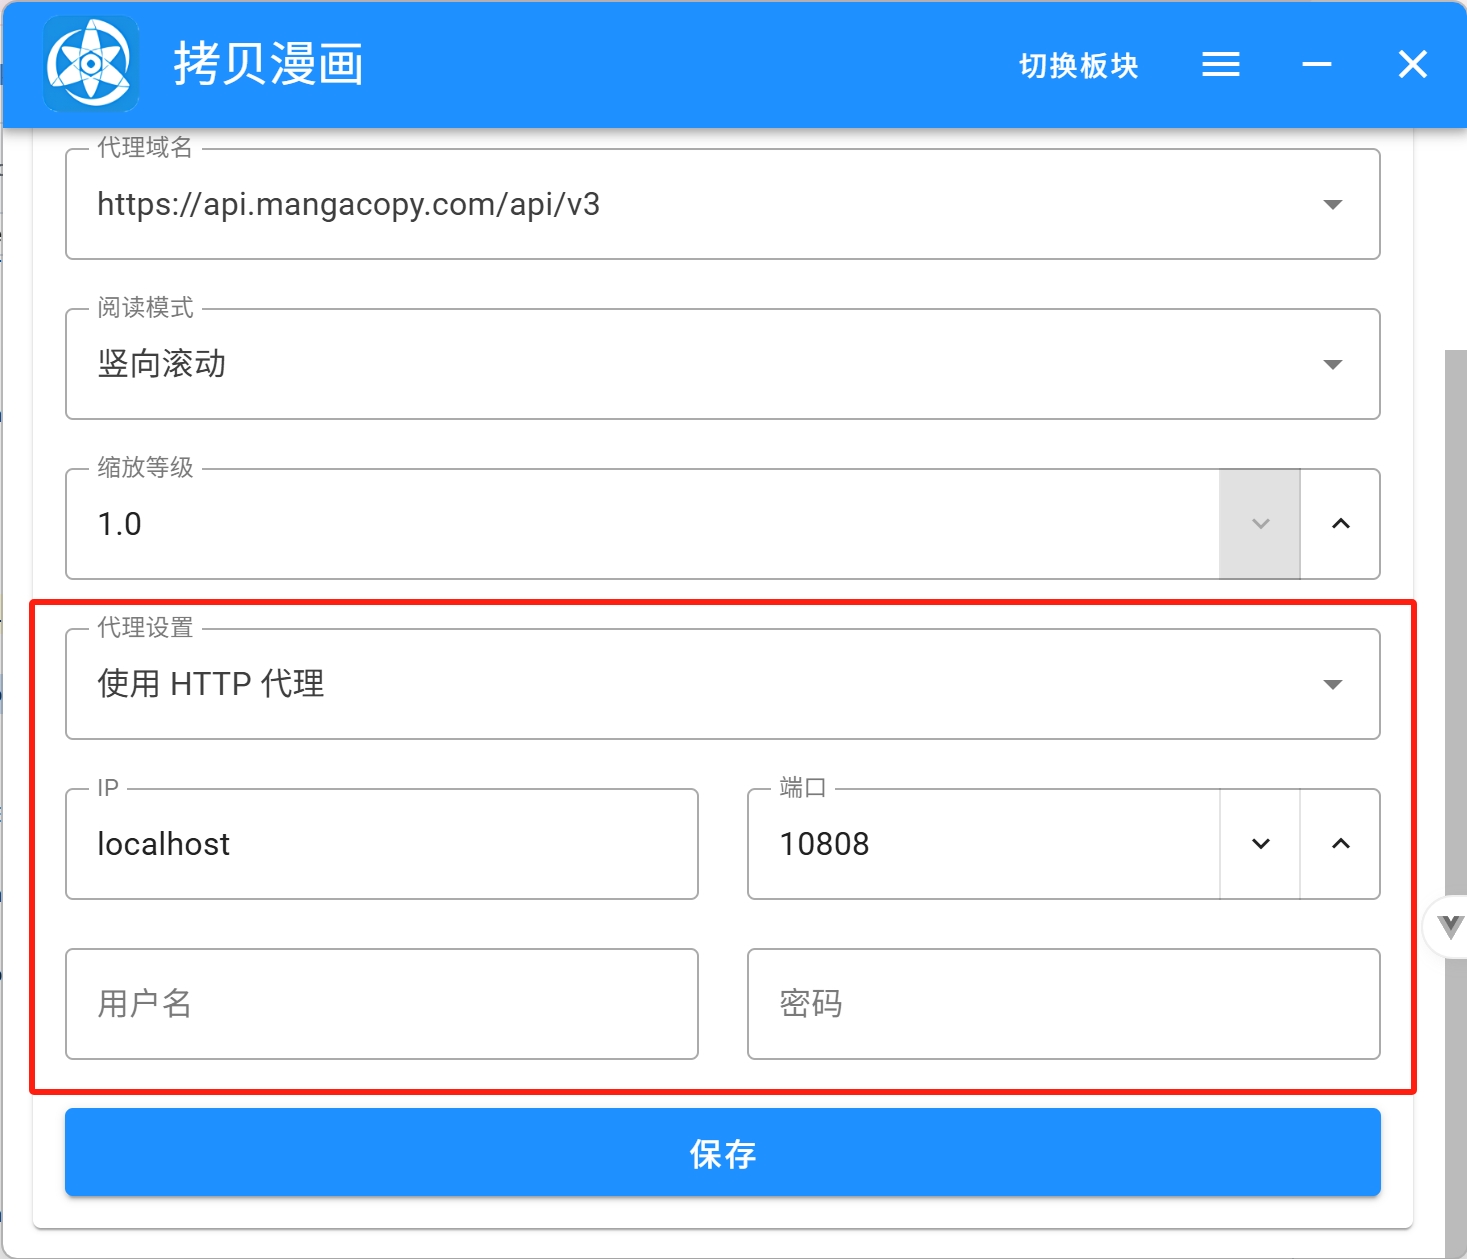 拷贝漫画
切换板块
代理域名
https://api.mangacopy.com/api/v3
阅读模式
竖向滚动
缩放等级
1.0
代理设置
使用 HTTP 代理
IP
localhost
端口
10808
用户名
密码
保存